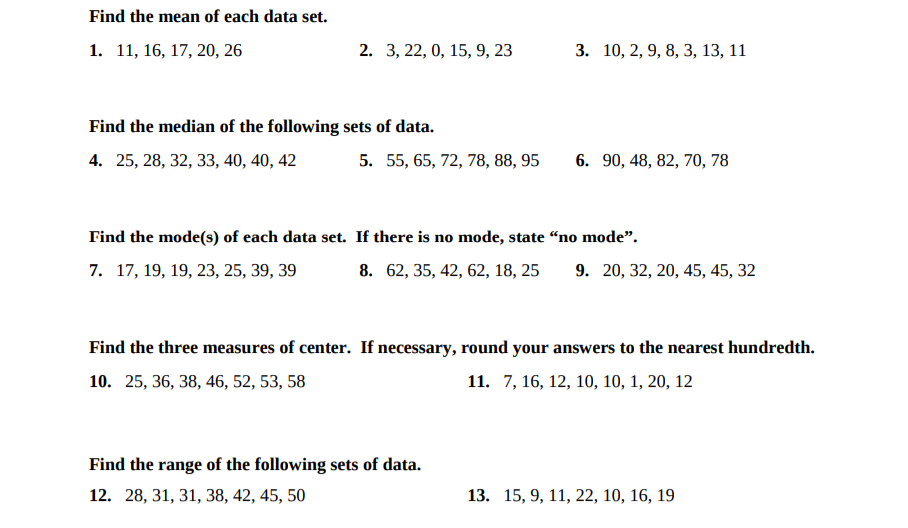 Find the mean of each data set.
1. 11, 16, 17, 20, 26 2. 3, 22, 0, 15, 9, 23 3. 10, 2, 9, 8, 3, 13, 11
Find the median of the following sets of data.
4. 25, 28, 32, 33, 40, 40, 42 5. 55, 65, 72, 78, 88, 95 6. 90, 48, 82, 70, 78
Find the mode(s) of each data set. If there is no mode, state “no mode”.
7. 17, 19, 19, 23, 25, 39, 39 8. 62, 35, 42, 62, 18, 25 9. 20, 32, 20, 45, 45, 32
Find the three measures of center. If necessary, round your answers to the nearest hundredth.
10. 25, 36, 38, 46, 52, 53, 58 11. 7, 16, 12, 10, 10, 1, 20, 12
Find the range of the following sets of data.
12. 28, 31, 31, 38, 42, 45, 50 13. 15, 9, 11, 22, 10, 16, 19